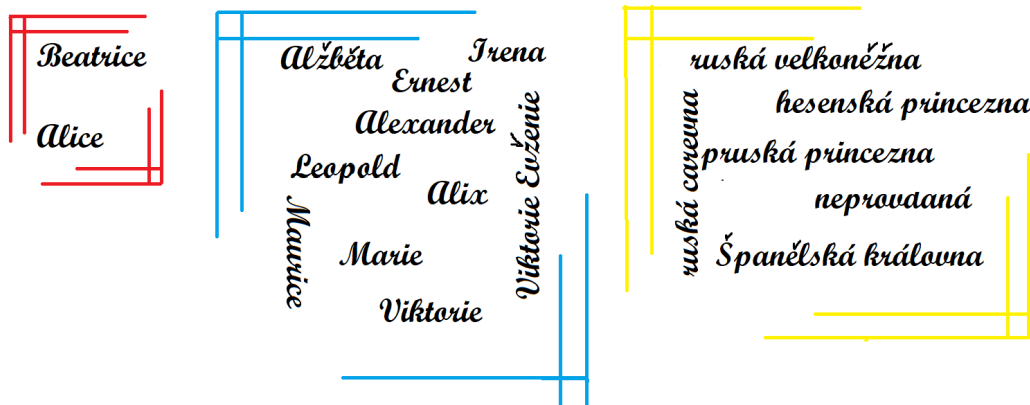 Beatrice
Alice
Alžběta
Irena
Ernest
Alexander
Leopold
Alix
Maurice
Viktorie Evženie
Marie
Viktorie
ruská velkoněžna
hesenská princezna
ruská carevna
pruská princezna
neprovdaná
Španělská královna